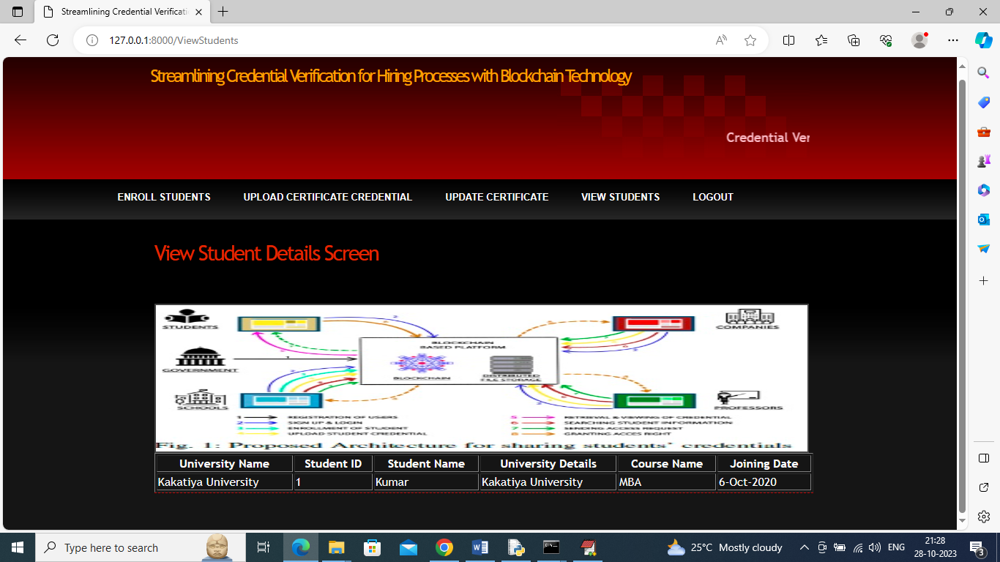 Streamlining Credential Verificati
127.0.0.1:8000/ViewStudents
Streamlining Credential Verification for Hiring Processes with Blockchain Technology
Credential Ver
ENROLL STUDENTS UPLOAD CERTIFICATE CREDENTIAL UPDATE CERTIFICATE VIEW STUDENTS LOGOUT
View Student Details Screen
STUDENTS
COMPANIES
BLOCKCHAIN
BASED PLATFORM
GOVERNMENT
BLOCKCHAIN
DISTRIBUTED
FILE STORAGE
SCHOOLS
PROFESSORS
1 REGISTRATION OF USERS
2 SIGN UP & LOGIN
3 ENROLLMENT OF STUDENT
4 UPLOAD STUDENT CREDENTIAL
5 RETRIEVAL & VIEWING OF CREDENTIAL
6 SEARCHING STUDENT INFORMATION
7 SENDING ACCESS REQUEST
8 GRANTING ACCES RIGHT
Fig. 1: Proposed Architecture for sharing students' credentials
University Name Student ID Student Name University Details Course Name Joining Date
Kakatiya University 1 Kumar Kakatiya University MBA 6-Oct-2020
Type here to search
25°C Mostly cloudy
ENG
21:28
28-10-2023
3